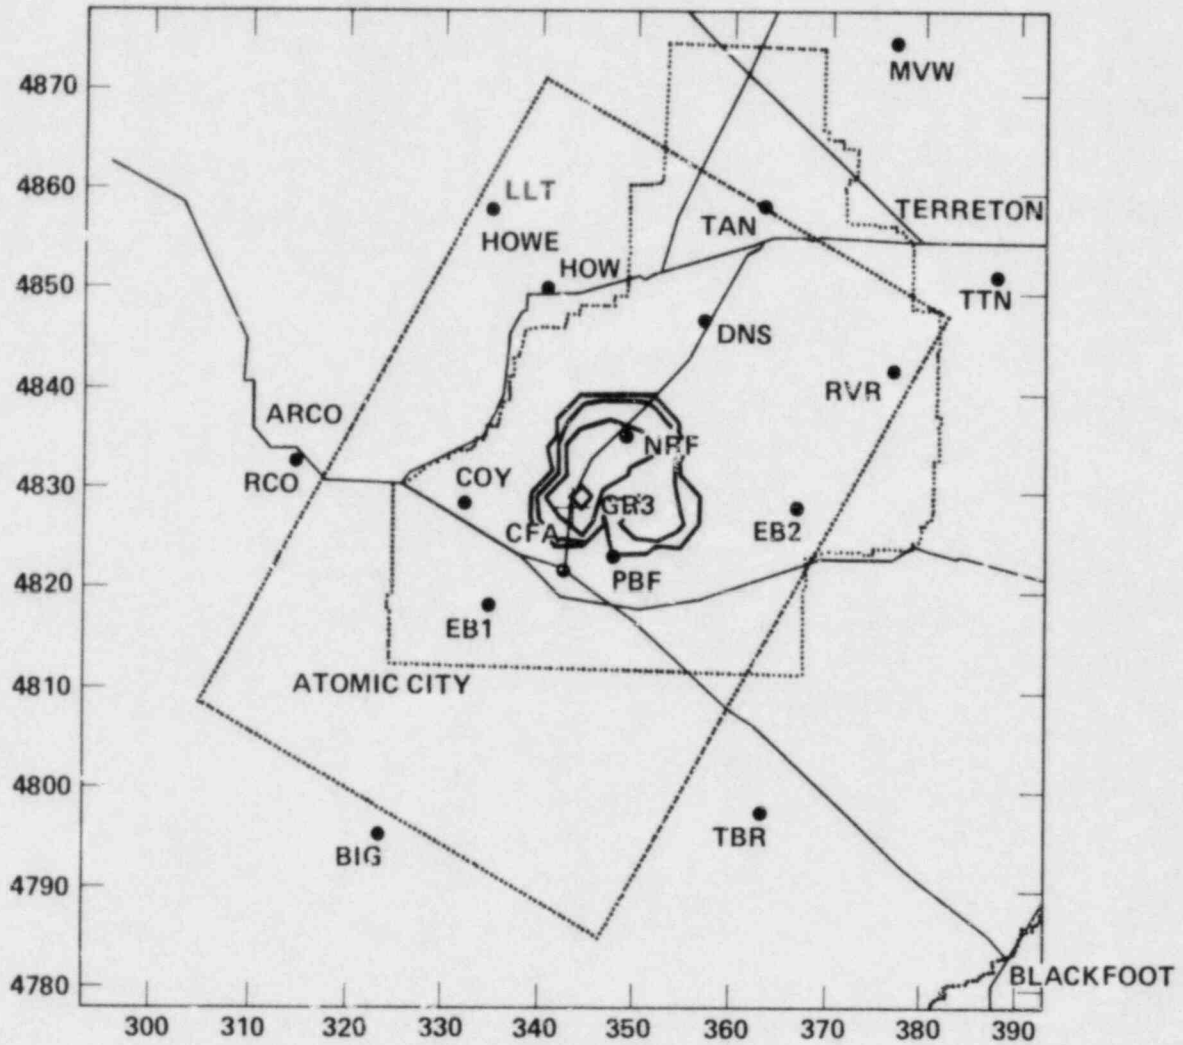 4870
4860
4850
4840
4830
4820
4810
4800
4790
4780
MVW
LLT
TERRETON
TAN
HOWE
HOW
TTN
DNS
RVR
ARCO
NRF
COY
RCO
CFA
EB2
PBF
EB1
ATOMIC CITY
TBR
BIG
BLACKFOOT
300 310 320 330 340 350 360 370 380 390